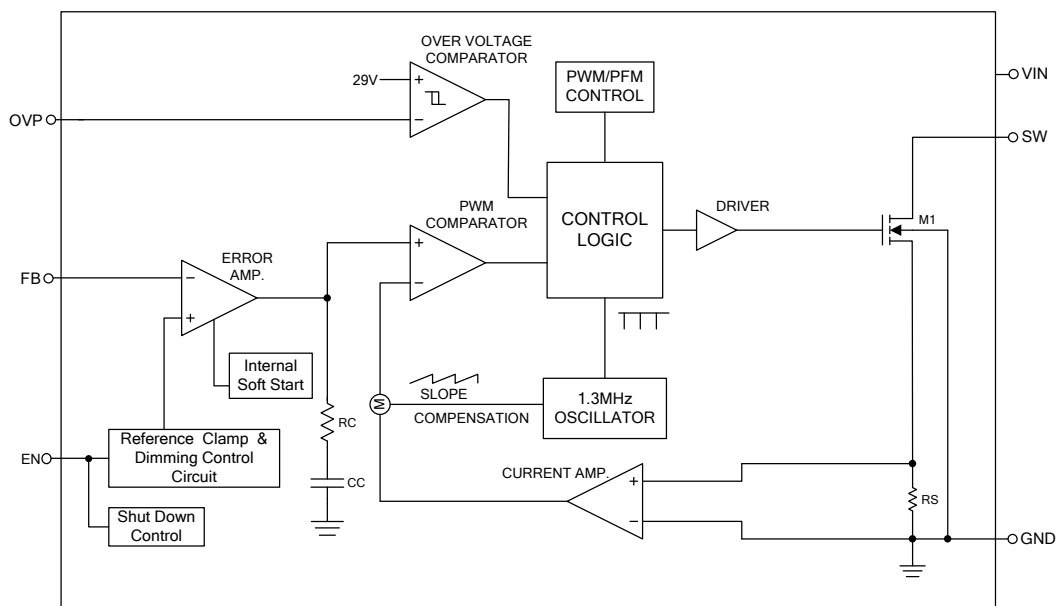 OVER VOLTAGE
COMPARATOR
29V
+
−
OVP
PWM/PFM
CONTROL
VIN
SW
PWM
COMPARATOR
+
−
CONTROL
LOGIC
DRIVER
M1
FB
ERROR
AMP.
−
+
Internal
Soft Start
SLOPE
COMPENSATION
M
1.3MHz
OSCILLATOR
RC
CC
EN
Reference Clamp &
Dimming Control
Circuit
Shut Down
Control
CURRENT AMP.
+
−
RS
GND